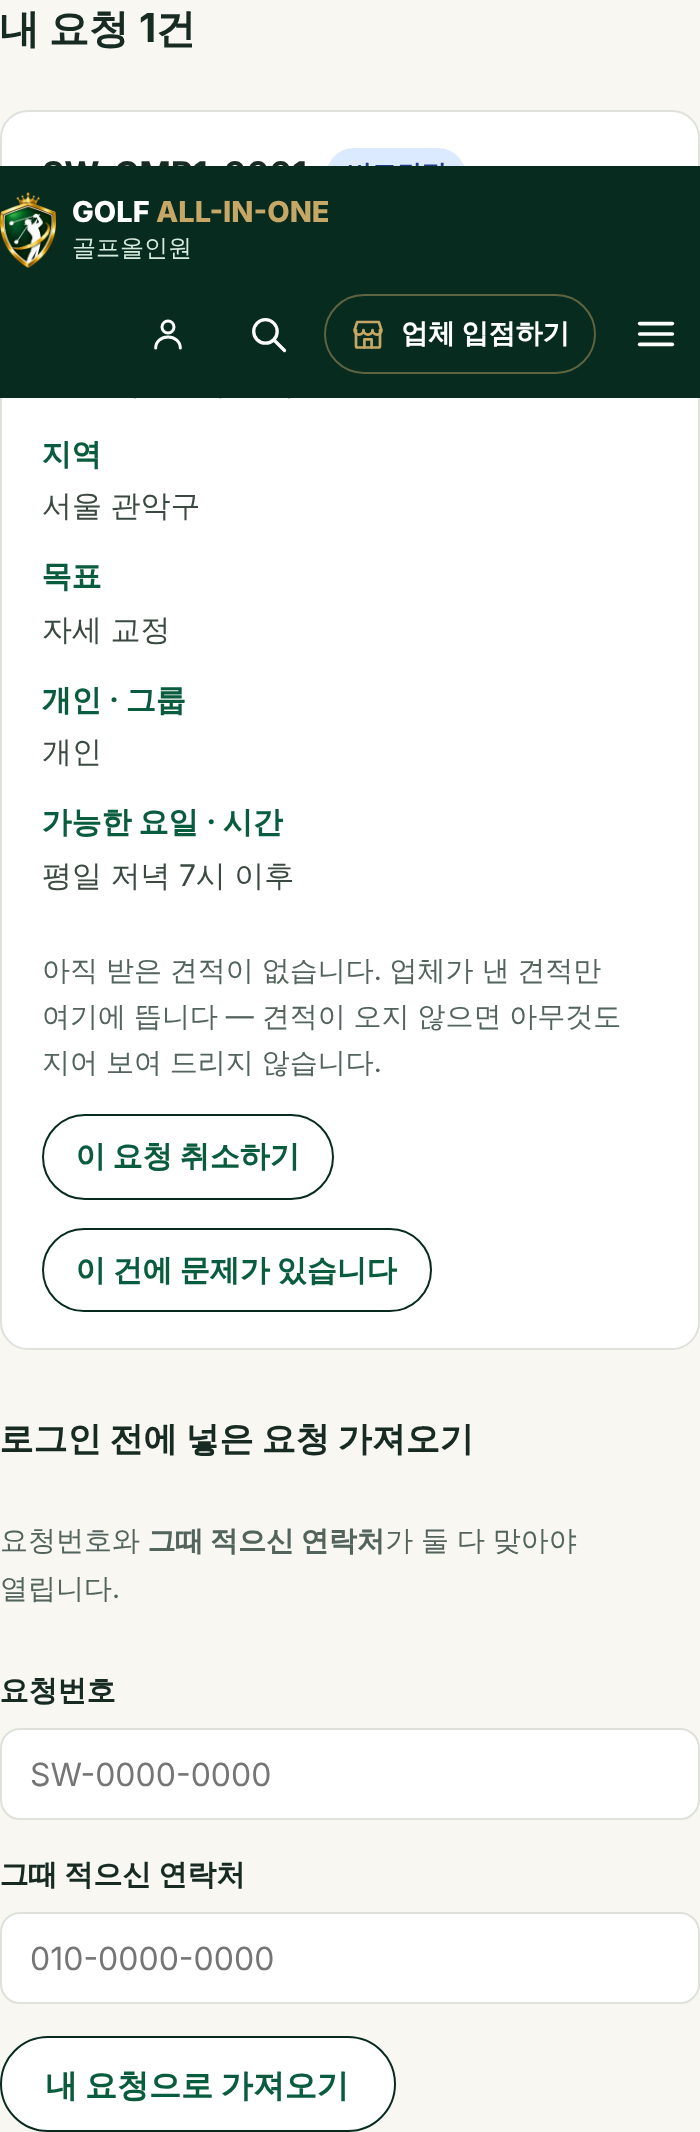 내 요청 1건
GOLF ALL-IN-ONE
골프올인원
업체 입점하기
지역
서울 관악구
목표
자세 교정
개인 · 그룹
개인
가능한 요일 · 시간
평일 저녁 7시 이후
아직 받은 견적이 없습니다. 업체가 낸 견적만
여기에 뜹니다 — 견적이 오지 않으면 아무것도
지어 보여 드리지 않습니다.
이 요청 취소하기
이 건에 문제가 있습니다
로그인 전에 넣은 요청 가져오기
요청번호와 그때 적으신 연락처가 둘 다 맞아야
열립니다.
요청번호
SW-0000-0000
그때 적으신 연락처
010-0000-0000
내 요청으로 가져오기